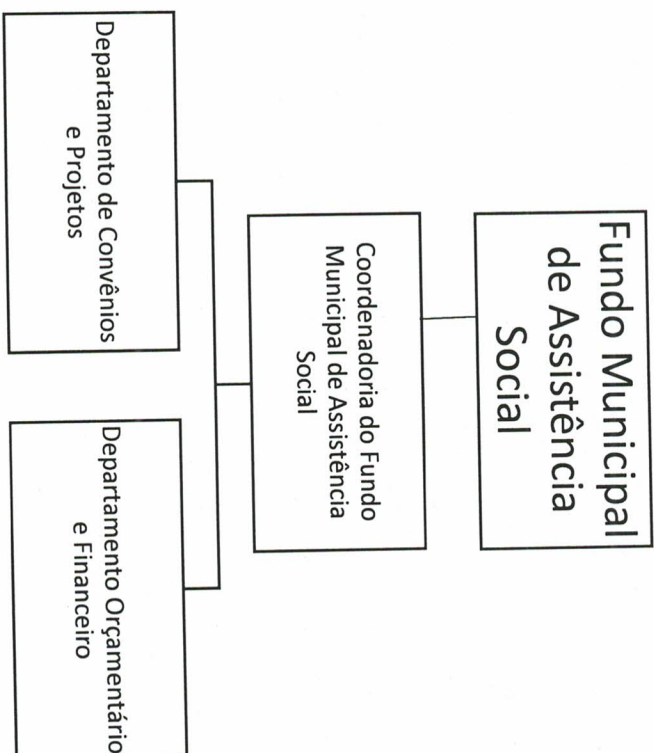 Fundo Municipal
de Assistência
Social
Coordenadoria do Fundo
Municipal de Assistência
Social
Departamento de Convênios
e Projetos
Departamento Orçamentário
e Financeiro